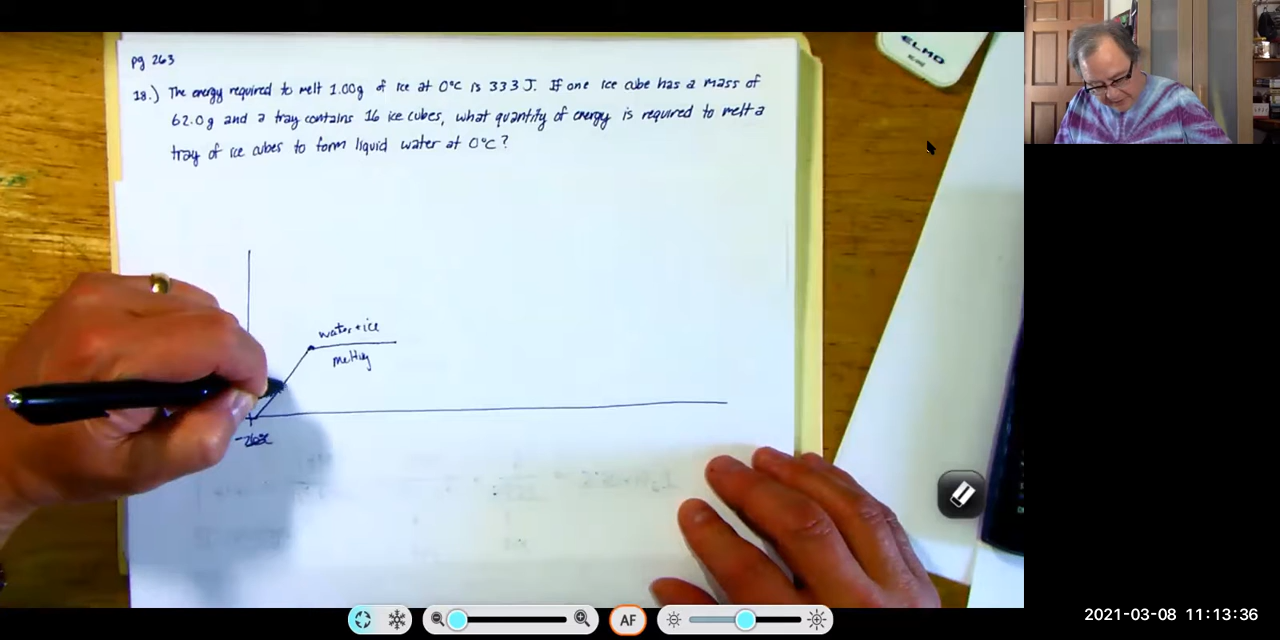 pg 263
18.) The energy required to melt 1.00g of ice at 0°C is 333 J. If one ice cube has a mass of
62.0g and a tray contains 16 ice cubes, what quantity of energy is required to melt a
tray of ice cubes to form liquid water at 0°C?
water + ice
melting
ELMO
AF
2021-03-08 11:13:36